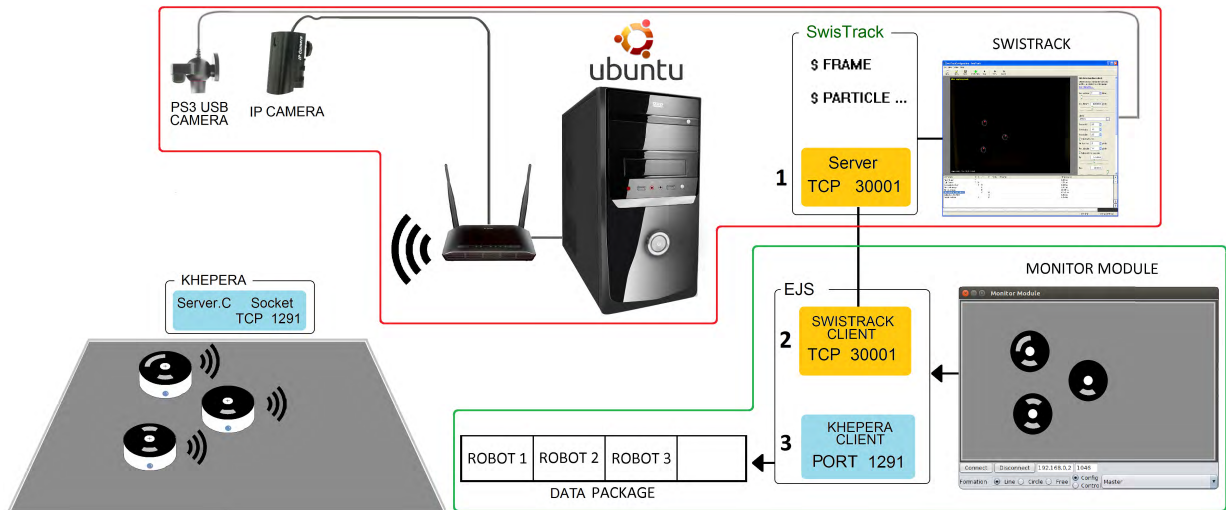 PS3 USB
CAMERA
IP CAMERA
ubuntu
SwisTrack
$ FRAME
$ PARTICLE ...
1
Server
TCP 30001
SWISTRACK
KHEPERA
Server.C Socket
TCP 1291
EJS
2
SWISTRACK
CLIENT
TCP 30001
3
KHEPERA
CLIENT
PORT 1291
MONITOR MODULE
Monitor Module
Connect Disconnect 192.168.0.2 1046
Formation Line Circle Free Config
Control Master
ROBOT 1 ROBOT 2 ROBOT 3
DATA PACKAGE